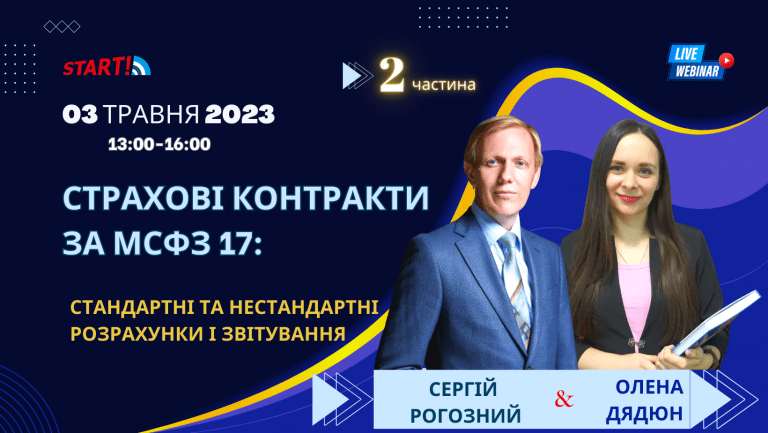 START!
LIVE
WEBINAR
2 частина
03 ТРАВНЯ 2023
13:00-16:00
СТРАХОВІ КОНТРАКТИ
ЗА МСФЗ 17:
СТАНДАРТНІ ТА НЕСТАНДАРТНІ
РОЗРАХУНКИ І ЗВІТУВАННЯ
СЕРГІЙ
РОГОЗНИЙ
&
ОЛЕНА
ДЯДЮН